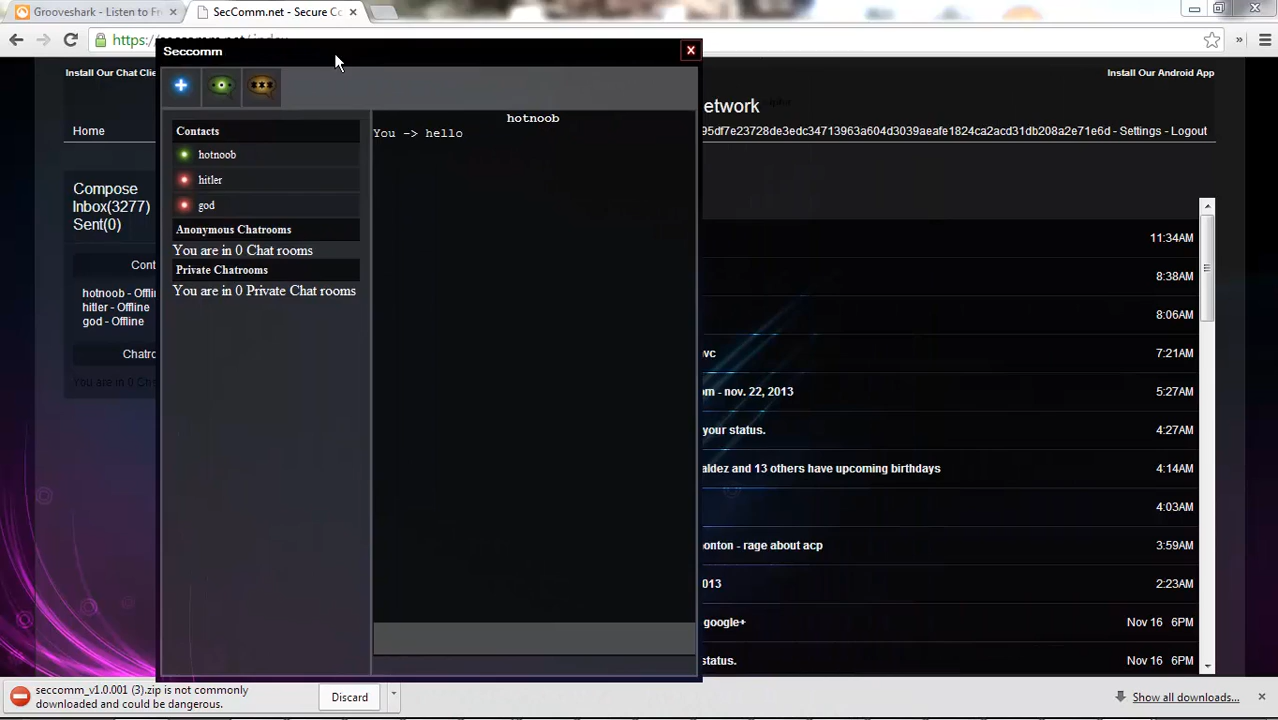 Grooveshark - Listen to Fr
SecComm.net - Secure Co
Seccomm
Install Our Chat Clie
Install Our Android App
etwork
Home
95df7e23728de3edc34713963a604d3039aeafe1824ca2acd31db208a2e71e6d - Settings - Logout
hotnoob
You -> hello
Contacts
hotnoob
hitler
god
Anonymous Chatrooms
You are in 0 Chat rooms
Private Chatrooms
You are in 0 Private Chat rooms
Compose
Inbox(3277)
Sent(0)
Cont
hotnoob - Offli
hitler - Offline
god - Offline
Chatro
You are in 0 Cha
11:34AM
8:38AM
8:06AM
vc 7:21AM
om - nov. 22, 2013 5:27AM
your status. 4:27AM
aldez and 13 others have upcoming birthdays 4:14AM
4:03AM
onton - rage about acp 3:59AM
013 2:23AM
google+ Nov 16 6PM
status. Nov 16 6PM
seccomm_v1.0.001 (3).zip is not commonly
downloaded and could be dangerous.
Discard
Show all downloads...